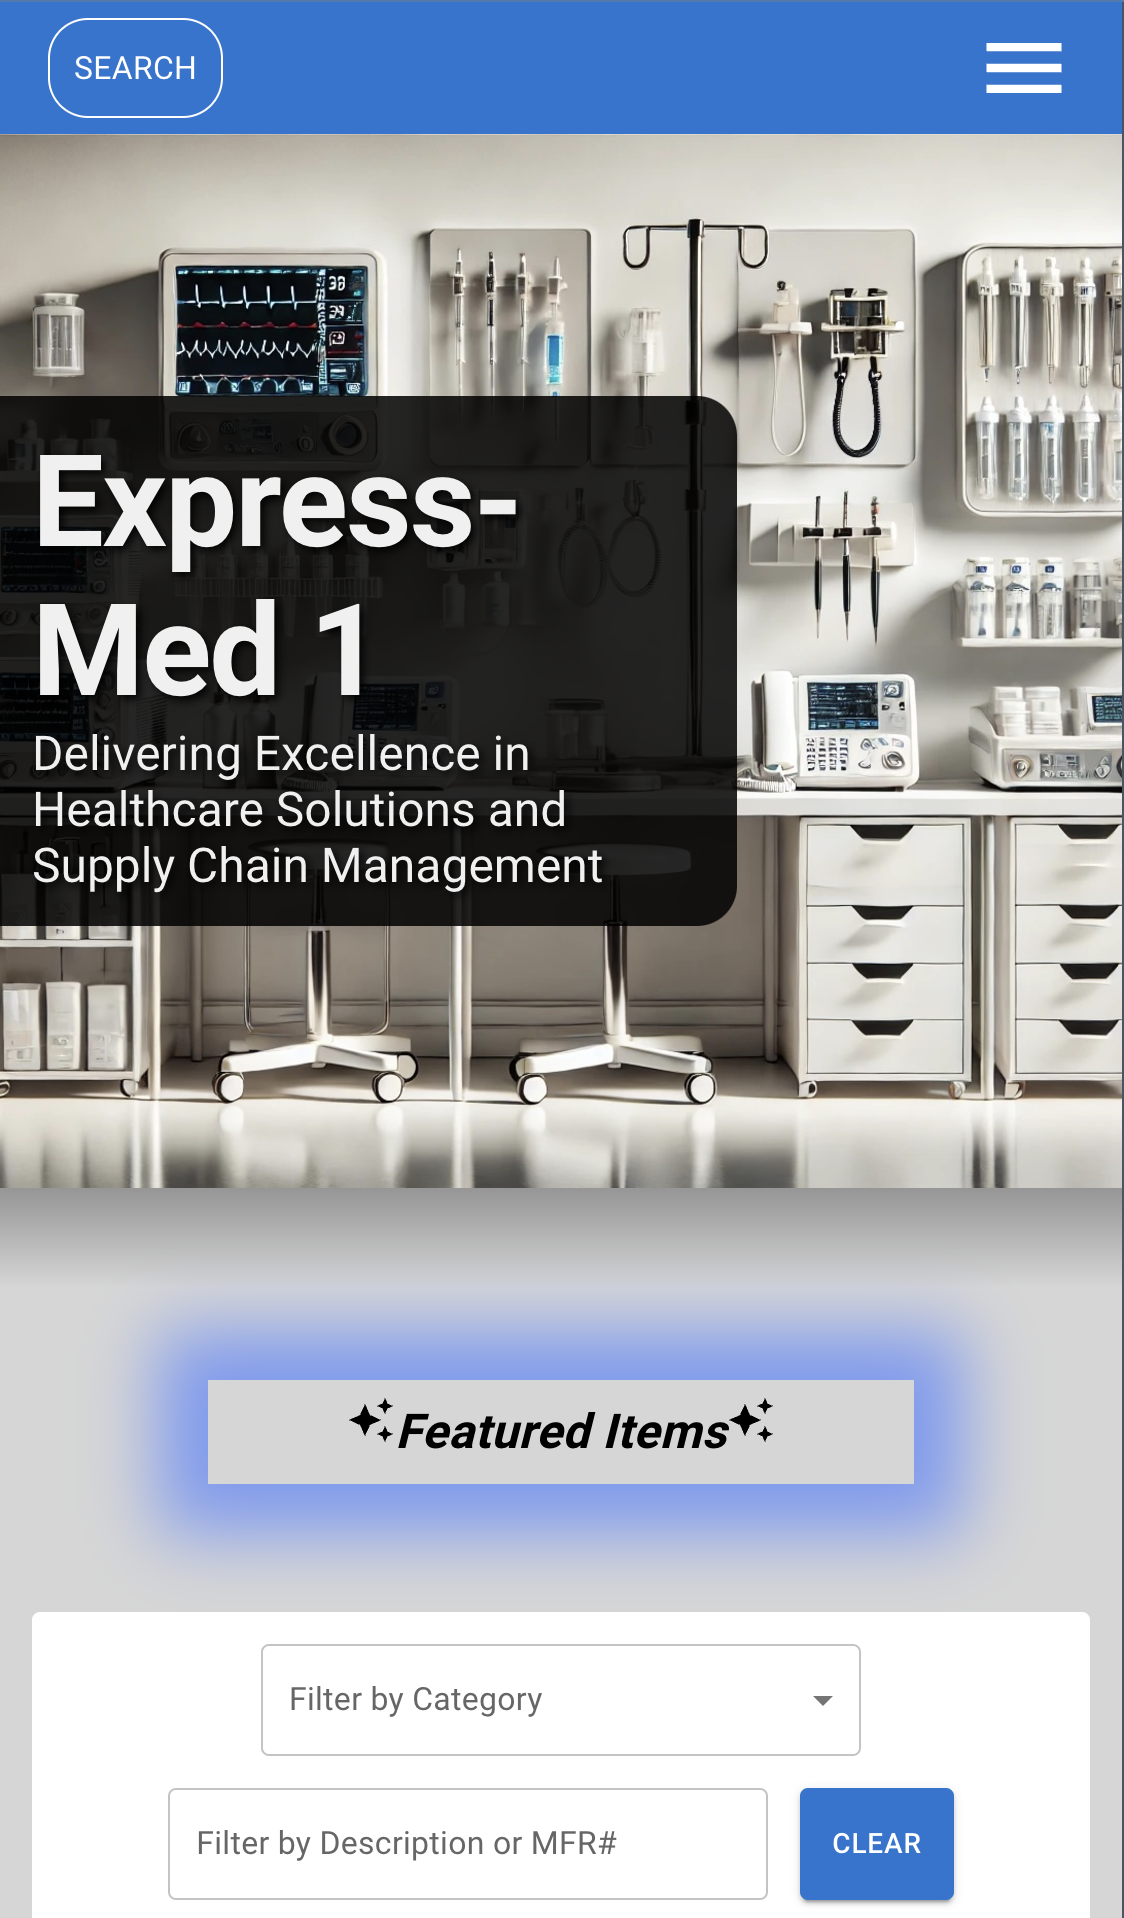 SEARCH
Express-
Med 1
Delivering Excellence in
Healthcare Solutions and
Supply Chain Management
Featured Items
Filter by Category
Filter by Description or MFR#
CLEAR